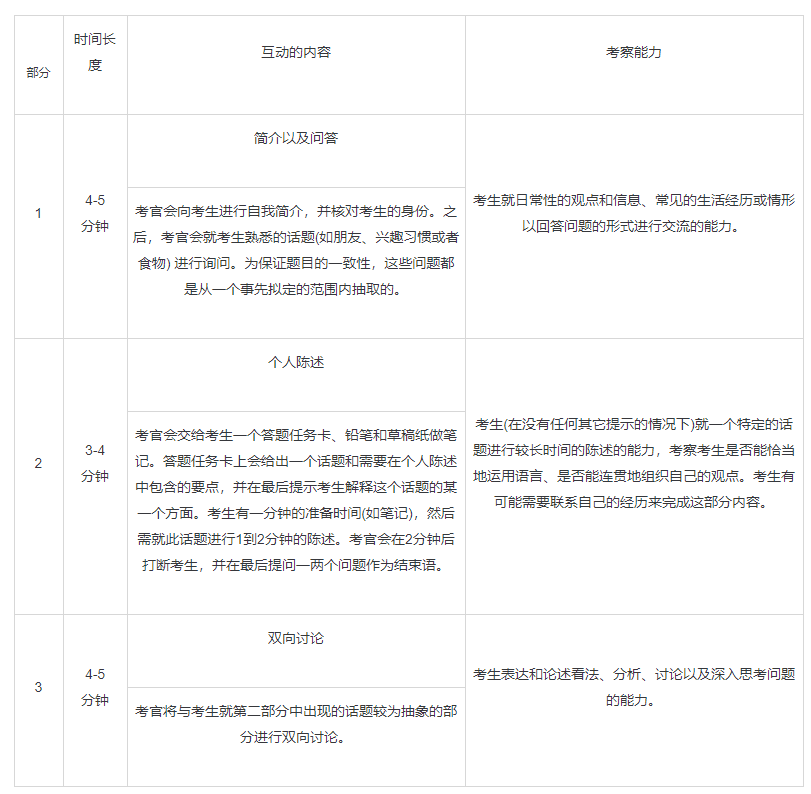 部分
时间长
度
互动的内容
考察能力
1
4-5
分钟
简介以及问答
考官会向考生进行自我简介，并核对考生的身份。之
后，考官会就考生熟悉的话题(如朋友、兴趣习惯或者
食物) 进行询问。为保证题目的一致性，这些问题都
是从一个事先拟定的范围内抽取的。
考生就日常性的观点和信息、常见的生活经历或情形
以回答问题的形式进行交流的能力。
2
3-4
分钟
个人陈述
考官会交给考生一个答题任务卡、铅笔和草稿纸做笔
记。答题任务卡上会给出一个话题和需要在个人陈述
中包含的要点，并在最后提示考生解释这个话题的某
一个方面。考生有一分钟的准备时间(如笔记)，然后
需就此话题进行1到2分钟的陈述。考官会在2分钟后
打断考生，并在最后提问一两个问题作为结束语。
考生(在没有任何其它提示的情况下)就一个特定的话
题进行较长时间的陈述的能力，考察考生是否能恰当
地运用语言、是否能连贯地组织自己的观点。考生有
可能需要联系自己的经历来完成这部分内容。
3
4-5
分钟
双向讨论
考官将与考生就第二部分中出现的话题较为抽象的部
分进行双向讨论。
考生表达和论述看法、分析、讨论以及深入思考问题
的能力。